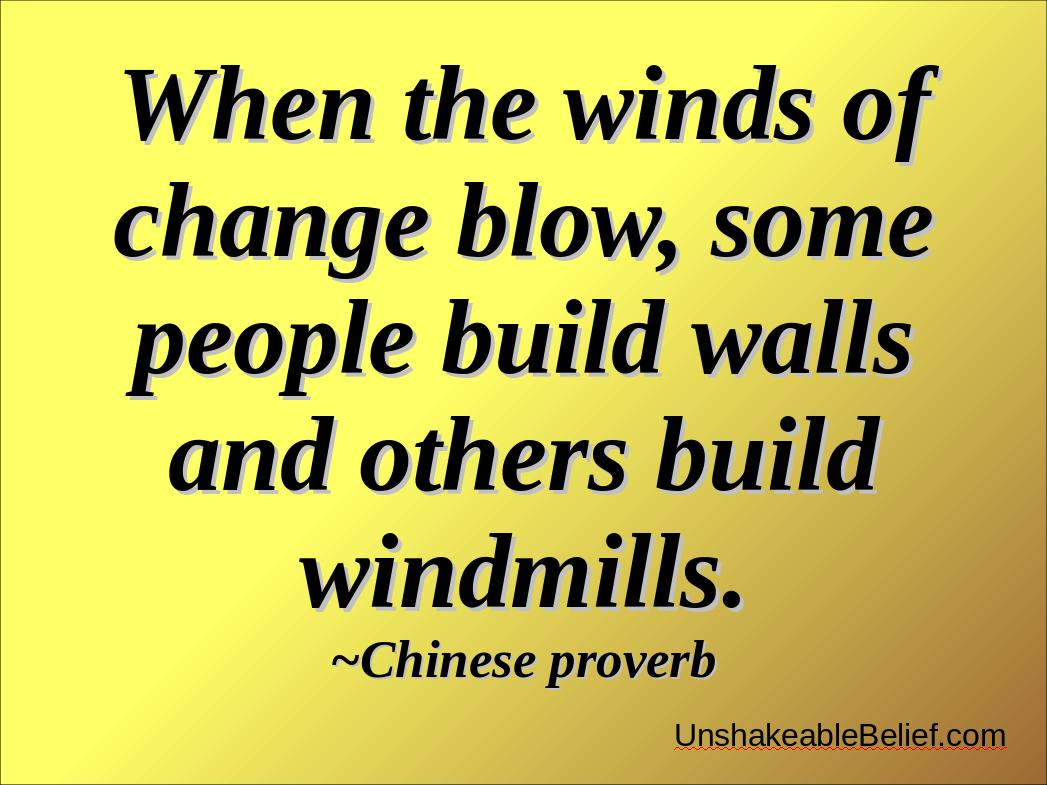 When the winds of
change blow, some
people build walls
and others build
windmills.
~Chinese proverb
UnshakeableBelief.com